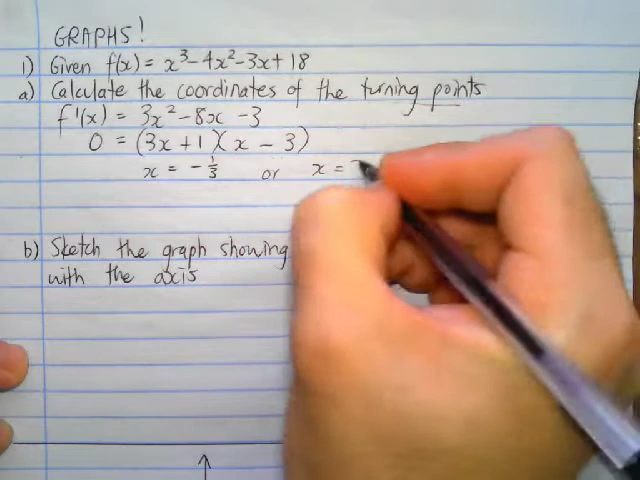 GRAPHS!
1) Given f(x) = x³-4x²-3x+18
a) Calculate the coordinates of the turning points
f'(x) = 3x²-8x-3
0 = (3x+1)(x-3)
x = -1/3 or x =
b) Sketch the graph showing
with the axis